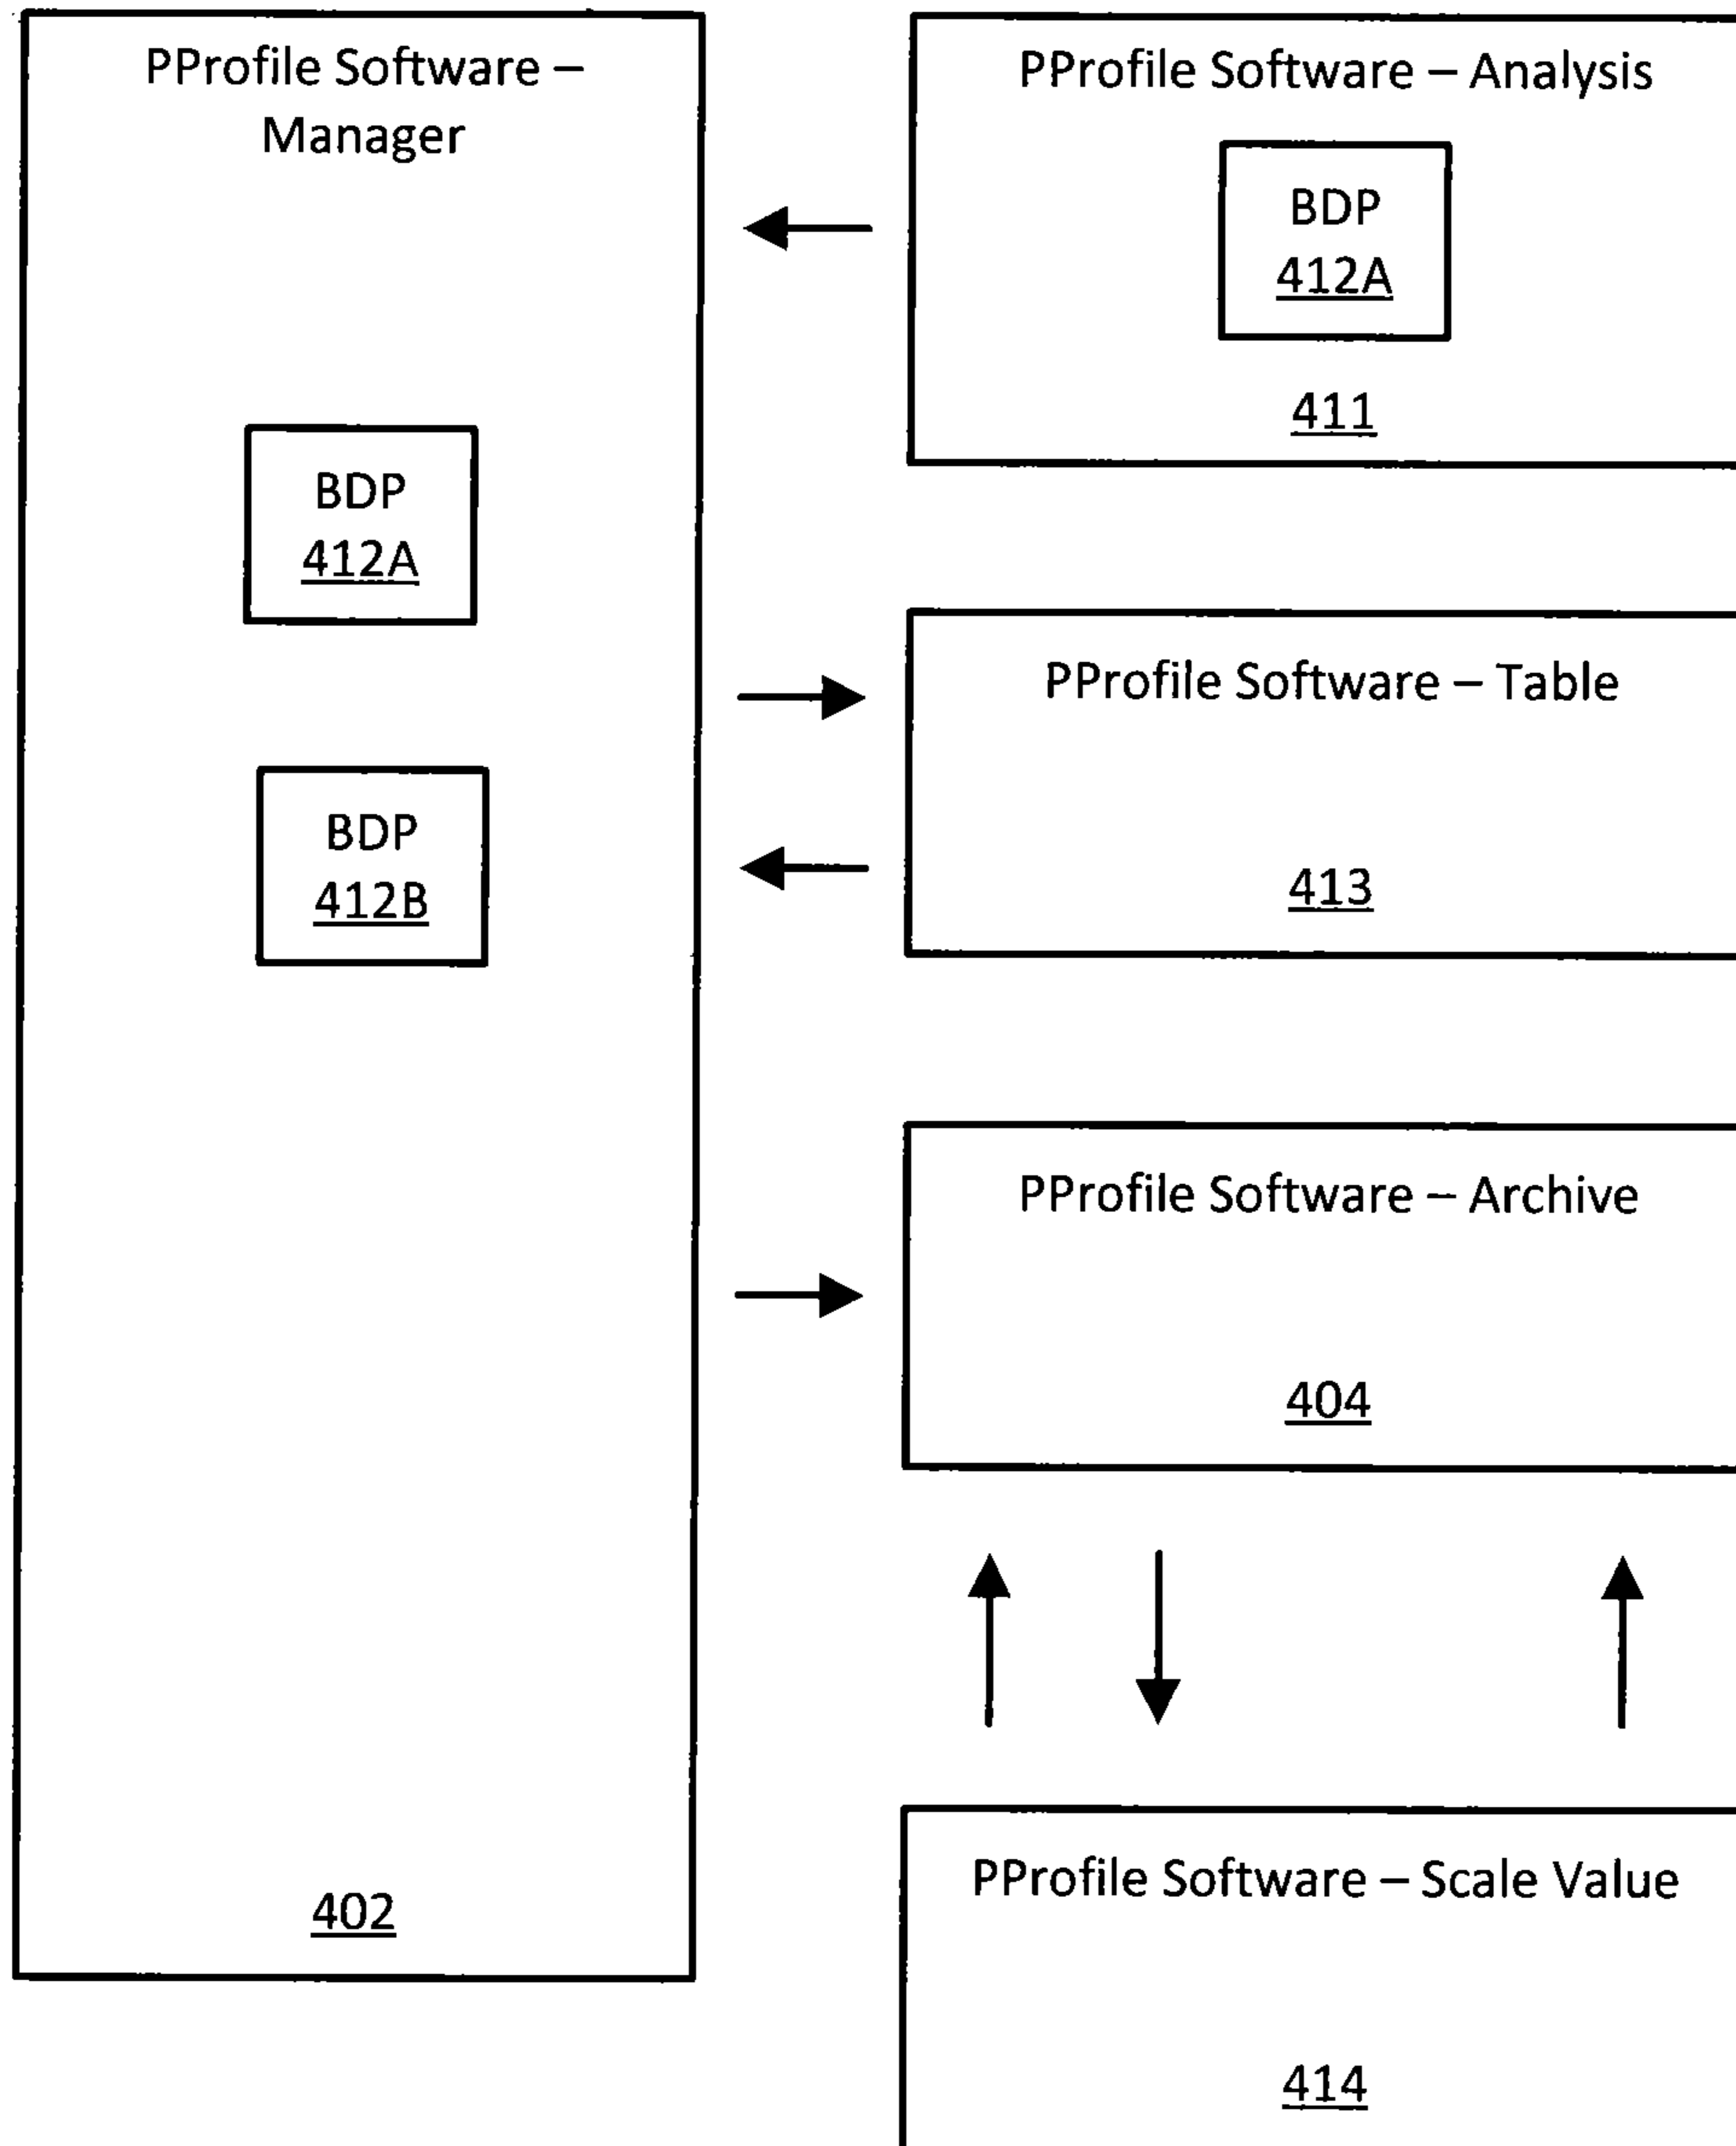 PProfile Software –
Manager
BDP
412A
BDP
412B
402
PProfile Software – Analysis
BDP
412A
411
PProfile Software – Table
413
PProfile Software – Archive
404
PProfile Software – Scale Value
414